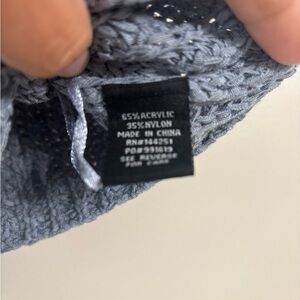 65%ACRYLIC
35%NYLON
MADE IN CHINA
RN#144251
PO#991619
SEE REVERSE
FOR CARE